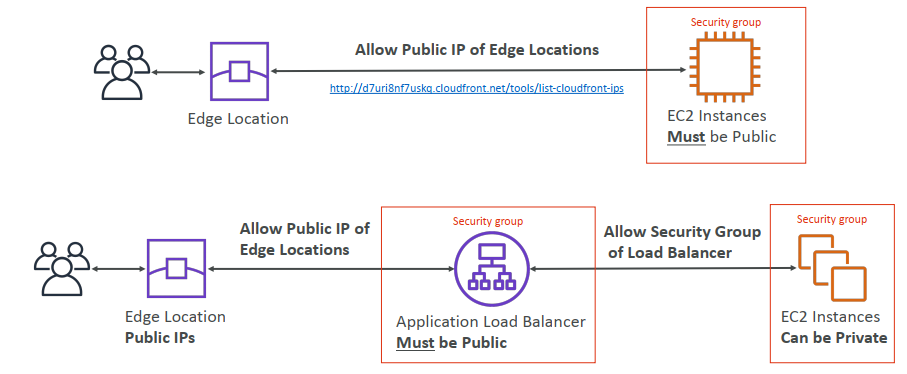 Security group
Allow Public IP of Edge Locations
http://d7uri8nf7uskq.cloudfront.net/tools/list-cloudfront-ips
Edge Location
EC2 Instances
Must be Public
Allow Public IP of
Edge Locations
Security group
Allow Security Group
of Load Balancer
Security group
Edge Location
Public IPs
Application Load Balancer
Must be Public
EC2 Instances
Can be Private